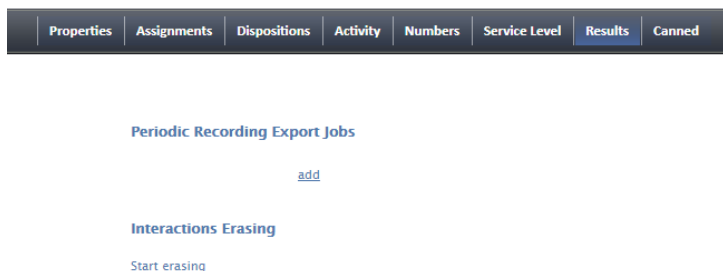 Properties Assignments Dispositions Activity Numbers Service Level Results Canned
Periodic Recording Export Jobs
add
Interactions Erasing
Start erasing